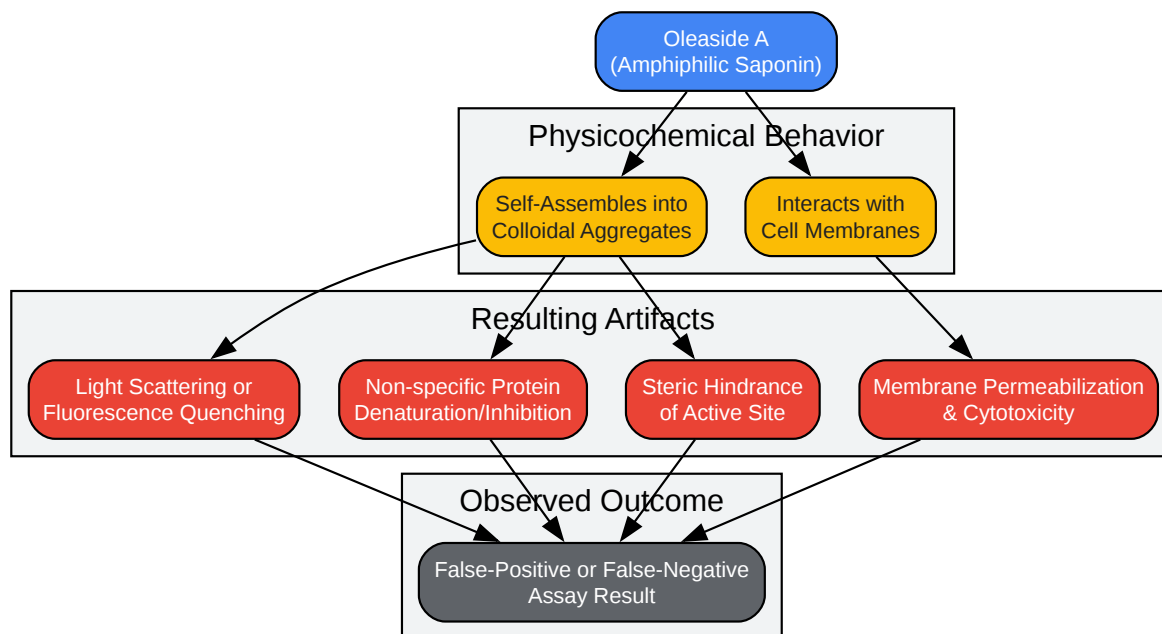 Oleaside A
(Amphiphilic Saponin)
Physicochemical Behavior
Self-Assembles into
Colloidal Aggregates
Interacts with
Cell Membranes
Resulting Artifacts
Light Scattering or
Fluorescence Quenching
Non-specific Protein
Denaturation/Inhibition
Steric Hindrance
of Active Site
Membrane Permeabilization
& Cytotoxicity
Observed Outcome
False-Positive or False-Negative
Assay Result